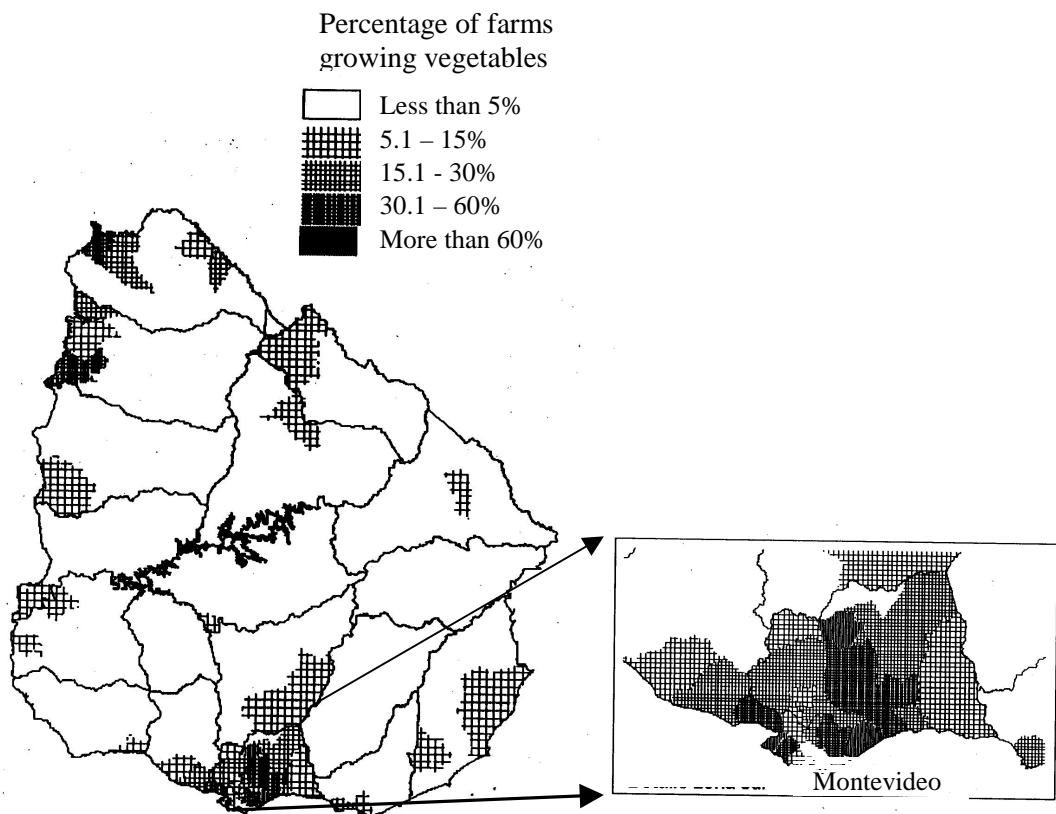 Percentage of farms
growing vegetables
Less than 5%
5.1 – 15%
15.1 - 30%
30.1 – 60%
More than 60%
Montevideo